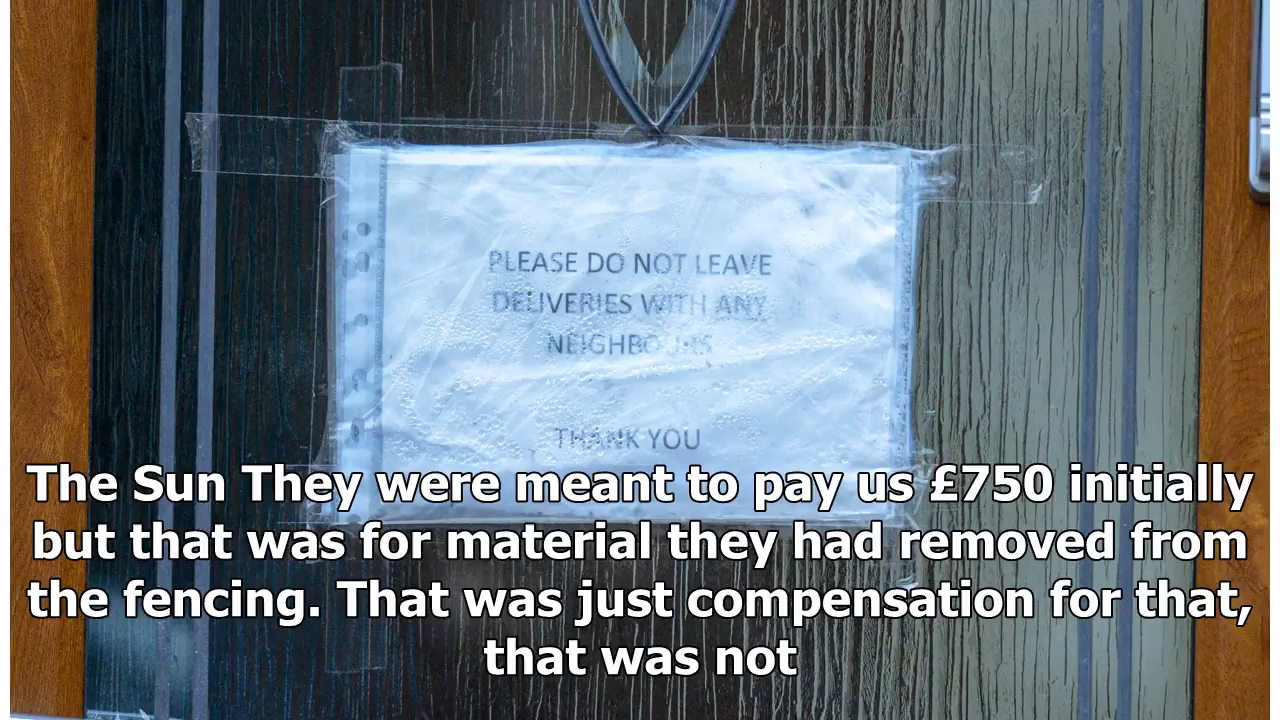 PLEASE DO NOT LEAVE
DELIVERIES WITH ANY
NEIGHBOURS
THANK YOU
The Sun They were meant to pay us £750 initially
but that was for material they had removed from
the fencing. That was just compensation for that,
that was not